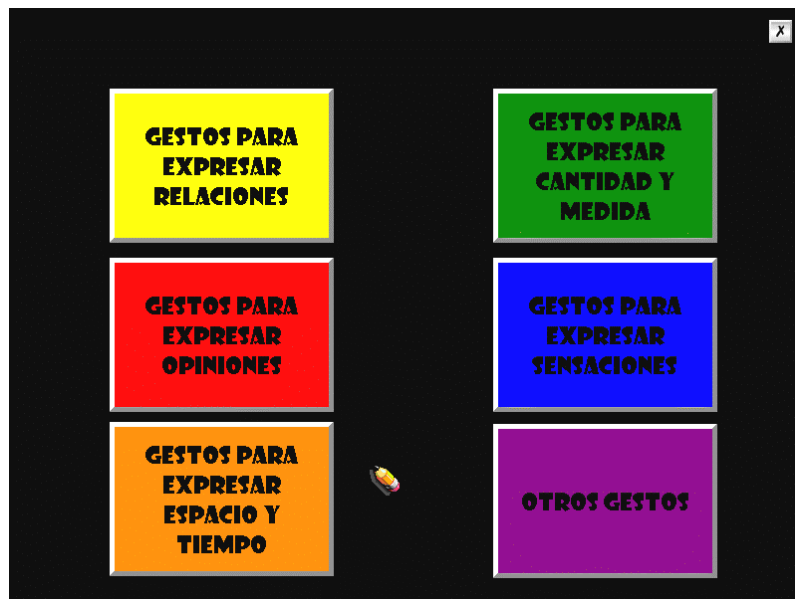 X
GESTOS PARA
EXPRESAR
RELACIONES
GESTOS PARA
EXPRESAR
CANTIDAD Y
MEDIDA
GESTOS PARA
EXPRESAR
OPINIONES
GESTOS PARA
EXPRESAR
SENSACIONES
GESTOS PARA
EXPRESAR
ESPACIO Y
TIEMPO
OTROS GESTOS